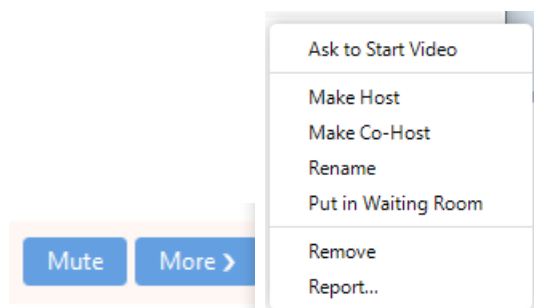 Ask to Start Video
Make Host
Make Co-Host
Rename
Put in Waiting Room
Remove
Report...
Mute
More ❯